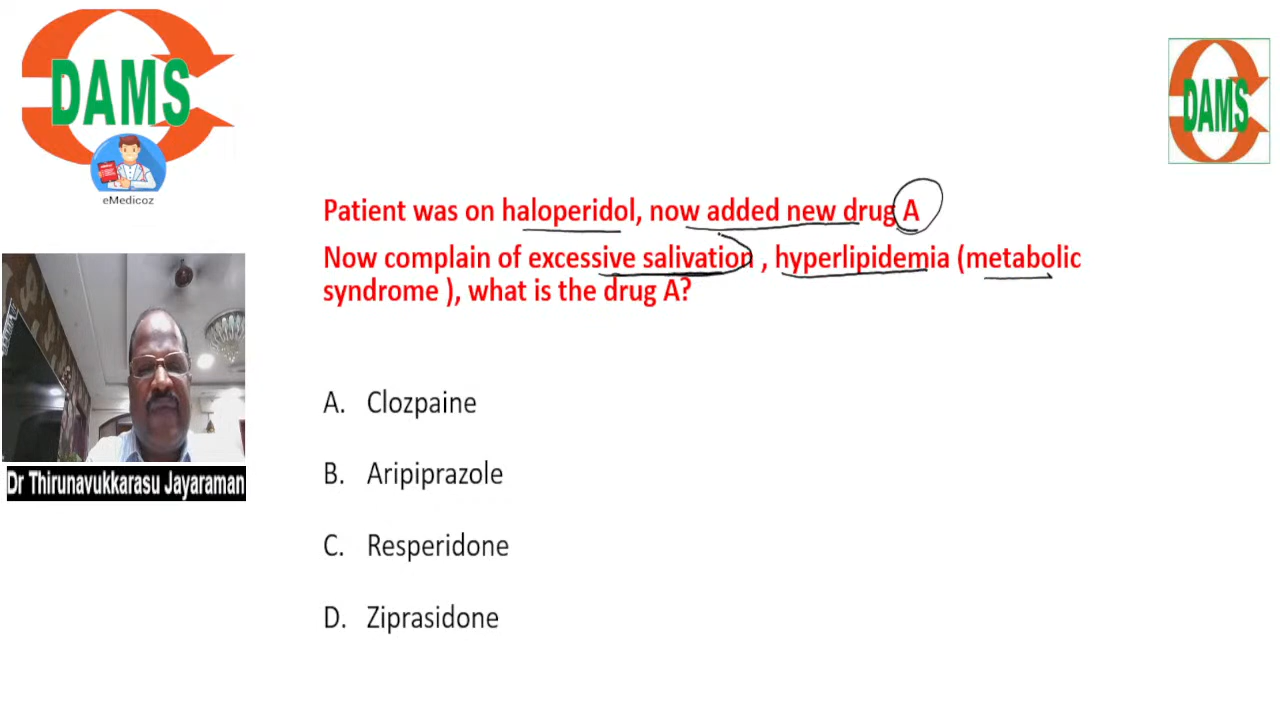 DAMS
DAMS
eMedicoz
Patient was on haloperidol, now added new drug A
Now complain of excessive salivation , hyperlipidemia (metabolic
syndrome ), what is the drug A?
A. Clozpaine
B. Aripiprazole
C. Resperidone
D. Ziprasidone
Dr Thirunavukkarasu Jayaraman